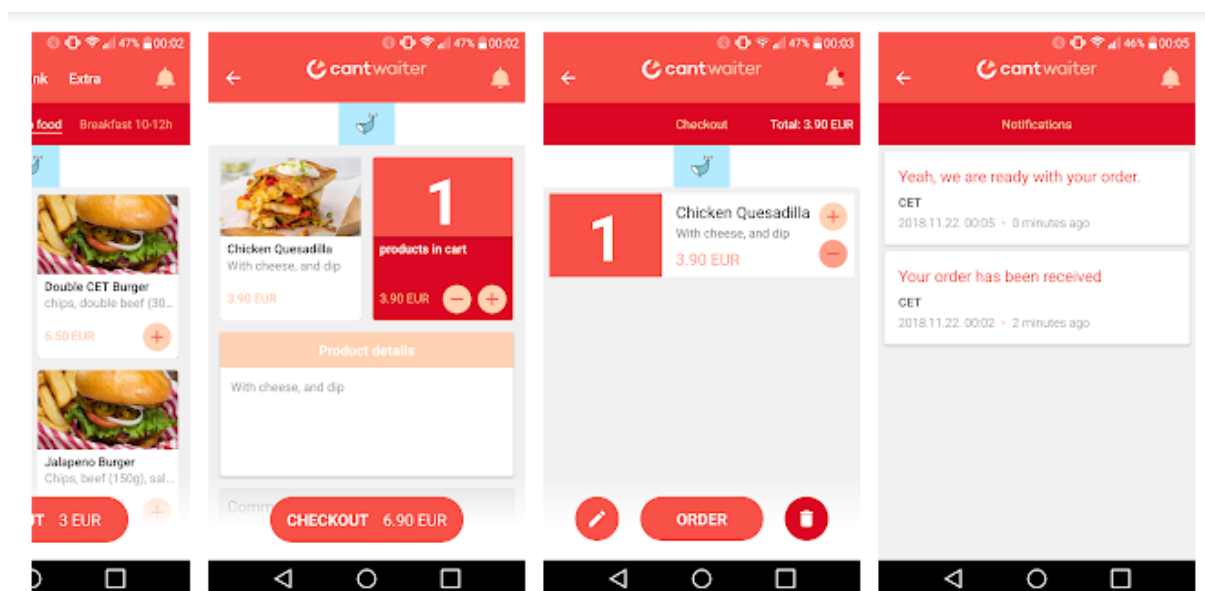 47% 00:02
nk Extra
food Breakfast 10-12h
Double CET Burger
chips, double beef (30...
6.50 EUR
Jalapeno Burger
Chips, beef (150g), sal...
3 EUR
47% 00:02
cantwaiter
Chicken Quesadilla
With cheese, and dip
3.90 EUR
1
products in cart
3.90 EUR
Product details
With cheese, and dip
Comm
CHECKOUT 6.90 EUR
47% 00:03
cantwaiter
Checkout Total: 3.90 EUR
1
Chicken Quesadilla
With cheese, and dip
3.90 EUR
ORDER
46% 00:05
cantwaiter
Notifications
Yeah, we are ready with your order.
CET
2018.11.22. 00:05 • 0 minutes ago
Your order has been received
CET
2018.11.22. 00:02 • 2 minutes ago